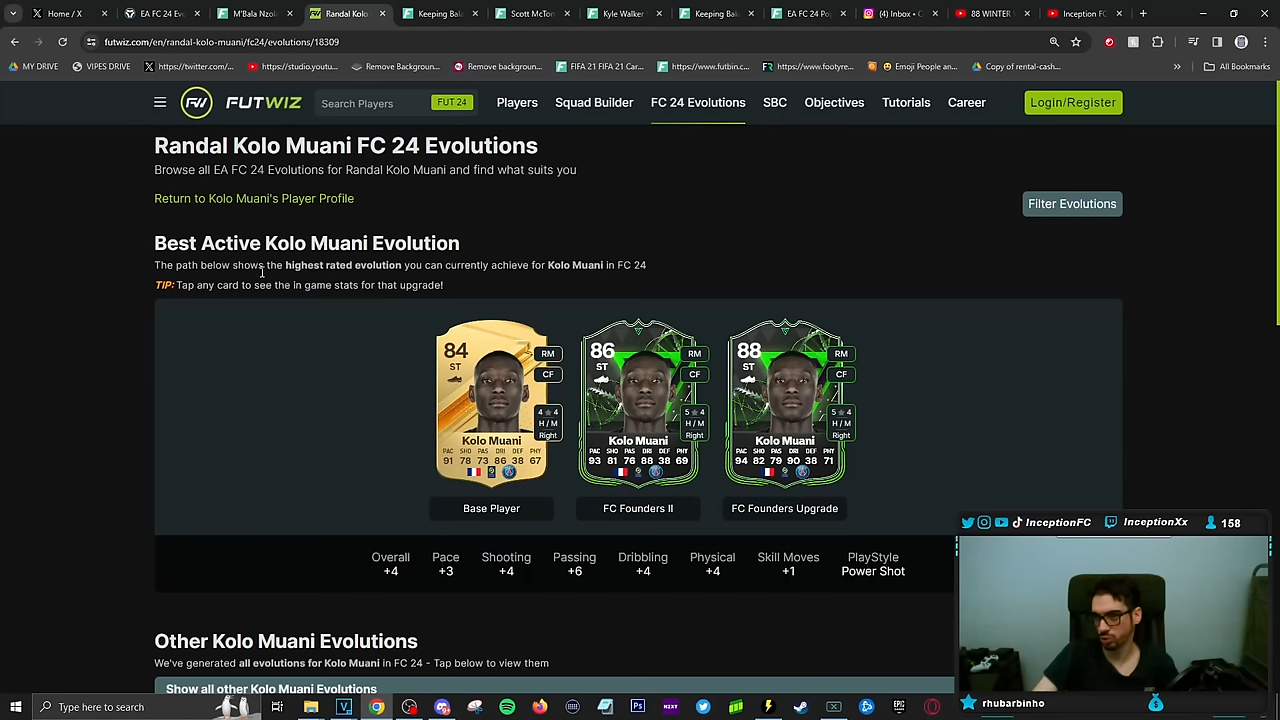 Home / X
EA FC 24 Evo
M'Bala Nzola
Randal Kolo
Keeping Bala
Scott McTom
Kyle Walker
Keeping Bala
EA FC 24 Pop
(4) Inbox •
88 WINTER W
Inception FC
futwiz.com/en/randal-kolo-muani/fc24/evolutions/18309
MY DRIVE
VIPES DRIVE
https://twitter.com/...
https://studio.youtu...
Remove Backgroun...
Remove backgroun...
FIFA 21 FIFA 21 Car...
https://www.futbin.c...
https://www.footyre...
Emoji People an...
Copy of rental-cash...
All Bookmarks
FW FUTWIZ
Search Players
FUT 24
Players
Squad Builder
FC 24 Evolutions
SBC
Objectives
Tutorials
Career
Login/Register
Randal Kolo Muani FC 24 Evolutions
Browse all EA FC 24 Evolutions for Randal Kolo Muani and find what suits you
Return to Kolo Muani's Player Profile
Filter Evolutions
Best Active Kolo Muani Evolution
The path below shows the highest rated evolution you can currently achieve for Kolo Muani in FC 24
TIP: Tap any card to see the in game stats for that upgrade!
84
ST
RM
CF
4★4
H / M
Right
Kolo Muani
PAC SHO PAS DRI DEF PHY
91 78 73 86 38 67
Base Player
86
ST
RM
CF
5★4
H / M
Right
Kolo Muani
PAC SHO PAS DRI DEF PHY
93 81 76 88 38 69
FC Founders II
88
ST
RM
CF
5★4
H / M
Right
Kolo Muani
PAC SHO PAS DRI DEF PHY
94 82 79 90 38 71
FC Founders Upgrade
Overall Pace Shooting Passing Dribbling Physical Skill Moves PlayStyle
+4 +3 +4 +6 +4 +4 +1 Power Shot
Other Kolo Muani Evolutions
We've generated all evolutions for Kolo Muani in FC 24 - Tap below to view them
Show all other Kolo Muani Evolutions
InceptionFC
InceptionXx
158
rhubarbinho
Type here to search